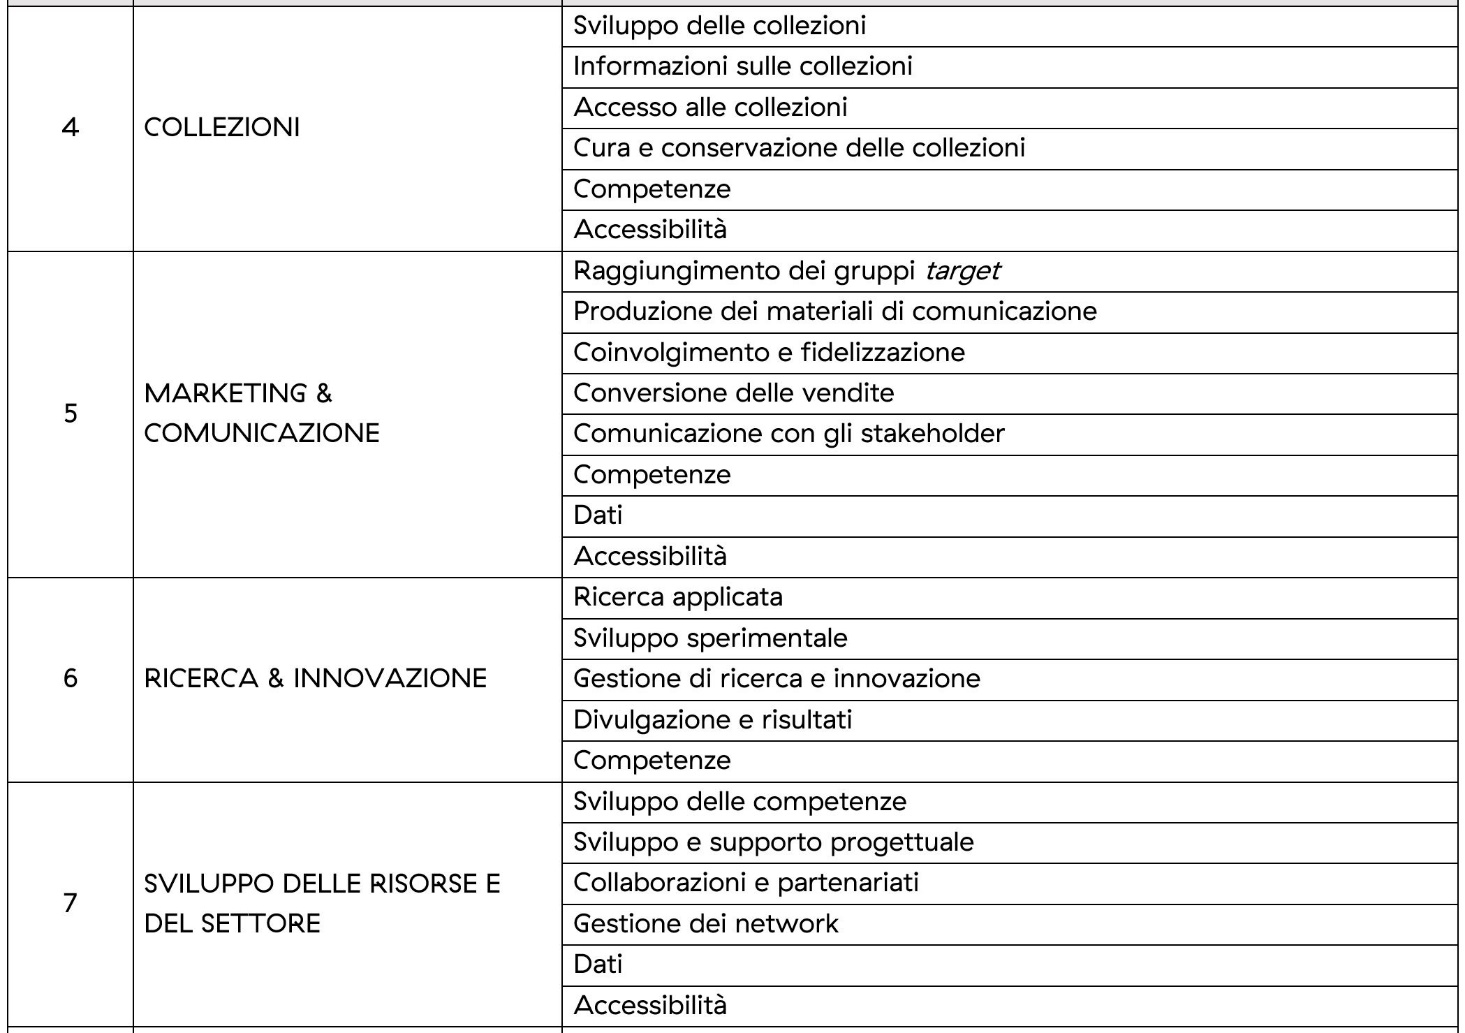 4
COLLEZIONI
Sviluppo delle collezioni
Informazioni sulle collezioni
Accesso alle collezioni
Cura e conservazione delle collezioni
Competenze
Accessibilità
5
MARKETING &
COMUNICAZIONE
Raggiungimento dei gruppi target
Produzione dei materiali di comunicazione
Coinvolgimento e fidelizzazione
Conversione delle vendite
Comunicazione con gli stakeholder
Competenze
Dati
Accessibilità
6
RICERCA & INNOVAZIONE
Ricerca applicata
Sviluppo sperimentale
Gestione di ricerca e innovazione
Divulgazione e risultati
Competenze
7
SVILUPPO DELLE RISORSE E
DEL SETTORE
Sviluppo delle competenze
Sviluppo e supporto progettuale
Collaborazioni e partenariati
Gestione dei network
Dati
Accessibilità